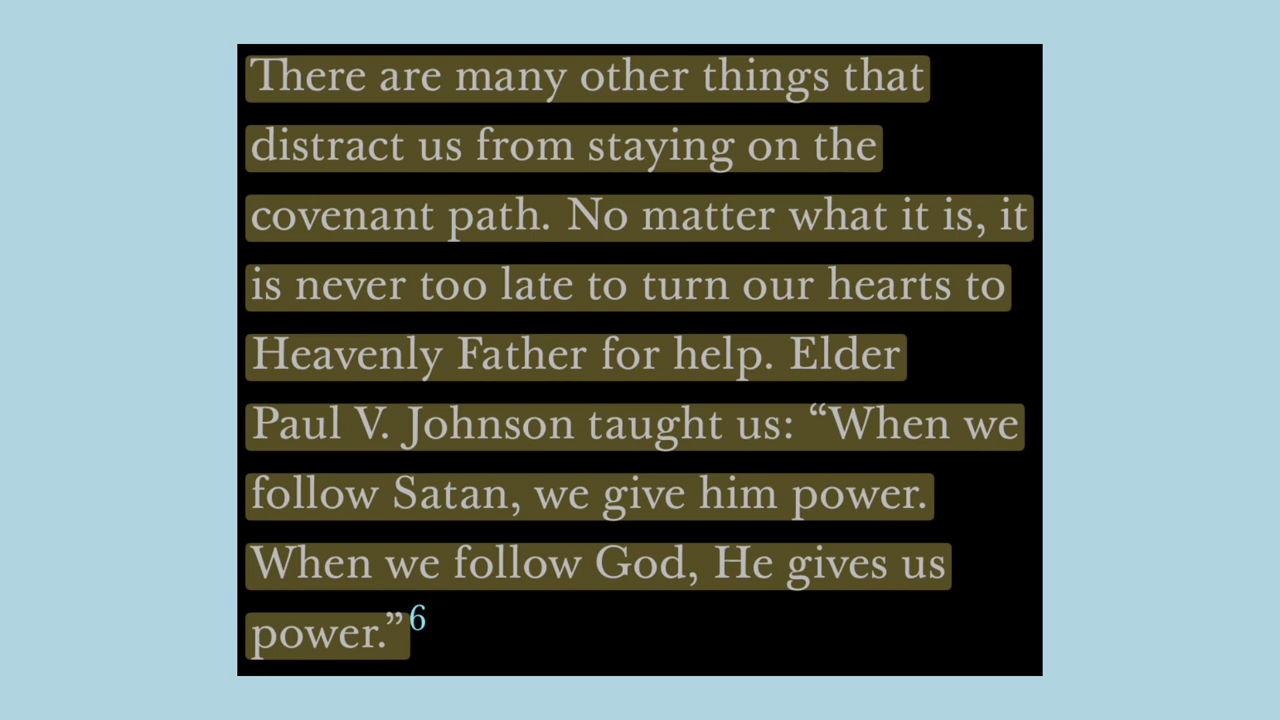 There are many other things that
distract us from staying on the
covenant path. No matter what it is, it
is never too late to turn our hearts to
Heavenly Father for help. Elder
Paul V. Johnson taught us: “When we
follow Satan, we give him power.
When we follow God, He gives us
power.”6